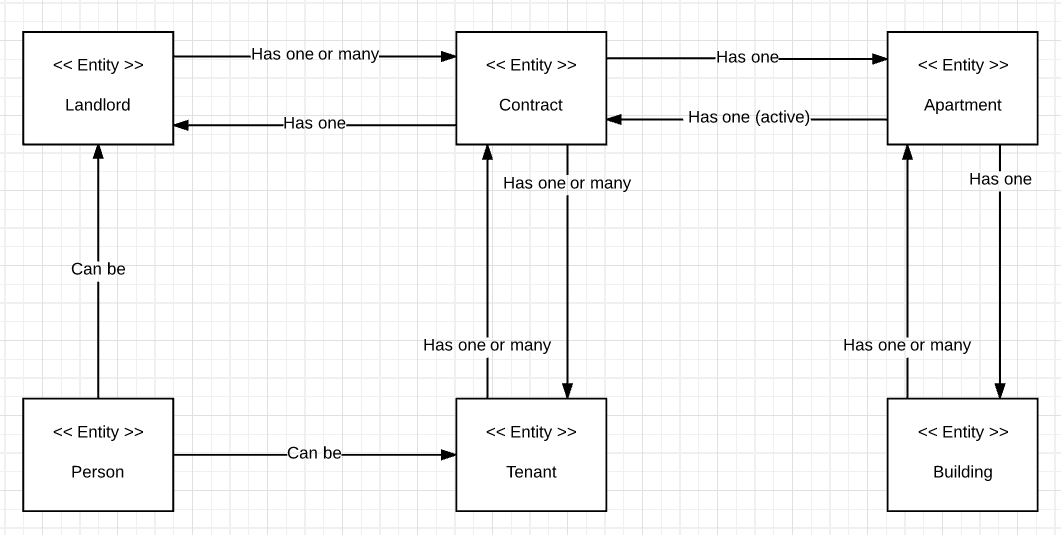 << Entity >>
Landlord
Has one or many
Has one
<< Entity >>
Contract
Has one
Has one (active)
<< Entity >>
Apartment
Has one or many
Has one
Can be
Has one or many
Has one or many
<< Entity >>
Person
Can be
<< Entity >>
Tenant
<< Entity >>
Building